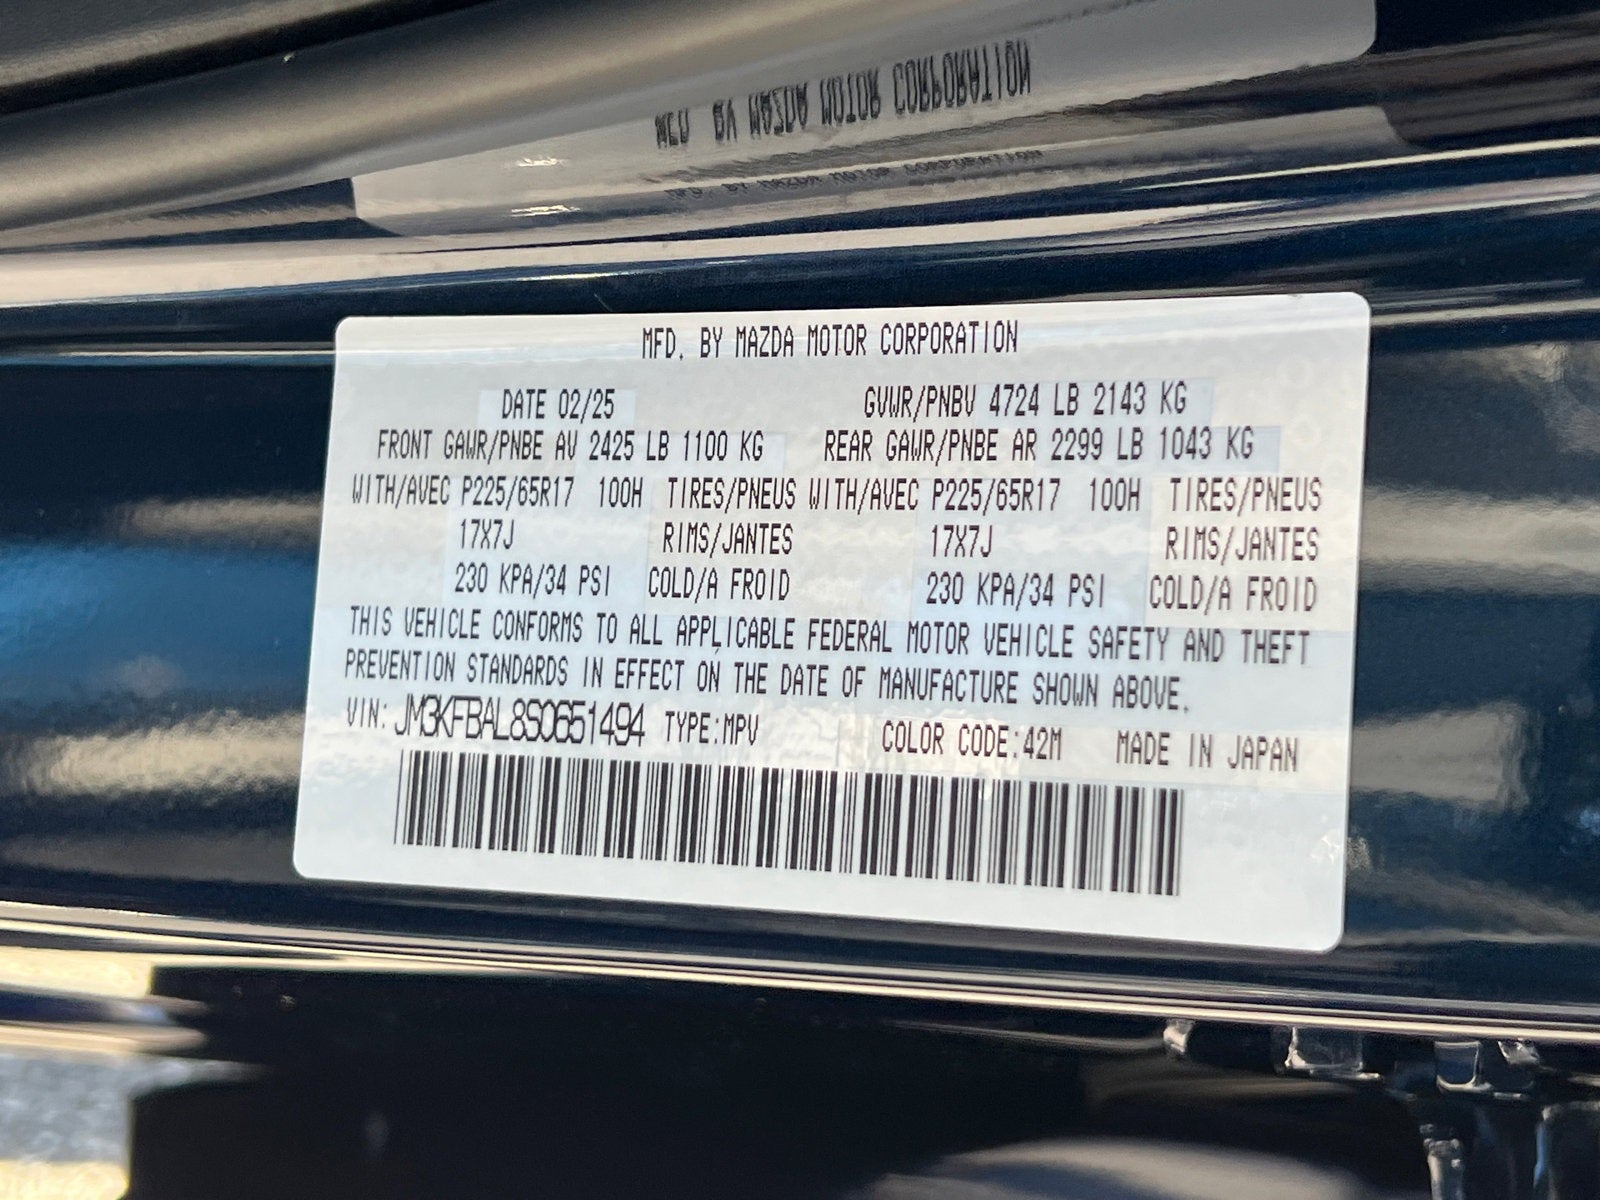 MFD. BY MAZDA MOTOR CORPORATION
MFD. BY MAZDA MOTOR CORPORATION
MFD. BY MAZDA MOTOR CORPORATION
DATE 02/25 GVWR/PNBV 4724 LB 2143 KG
FRONT GAWR/PNBE AV 2425 LB 1100 KG REAR GAWR/PNBE AR 2299 LB 1043 KG
WITH/AVEC P225/65R17 100H TIRES/PNEUS WITH/AVEC P225/65R17 100H TIRES/PNEUS
17X7J RIMS/JANTES 17X7J RIMS/JANTES
230 KPA/34 PSI COLD/A FROID 230 KPA/34 PSI COLD/A FROID
THIS VEHICLE CONFORMS TO ALL APPLICABLE FEDERAL MOTOR VEHICLE SAFETY AND THEFT
PREVENTION STANDARDS IN EFFECT ON THE DATE OF MANUFACTURE SHOWN ABOVE.
VIN: JM3KFBAL8S0651494 TYPE:MPV COLOR CODE:42M MADE IN JAPAN